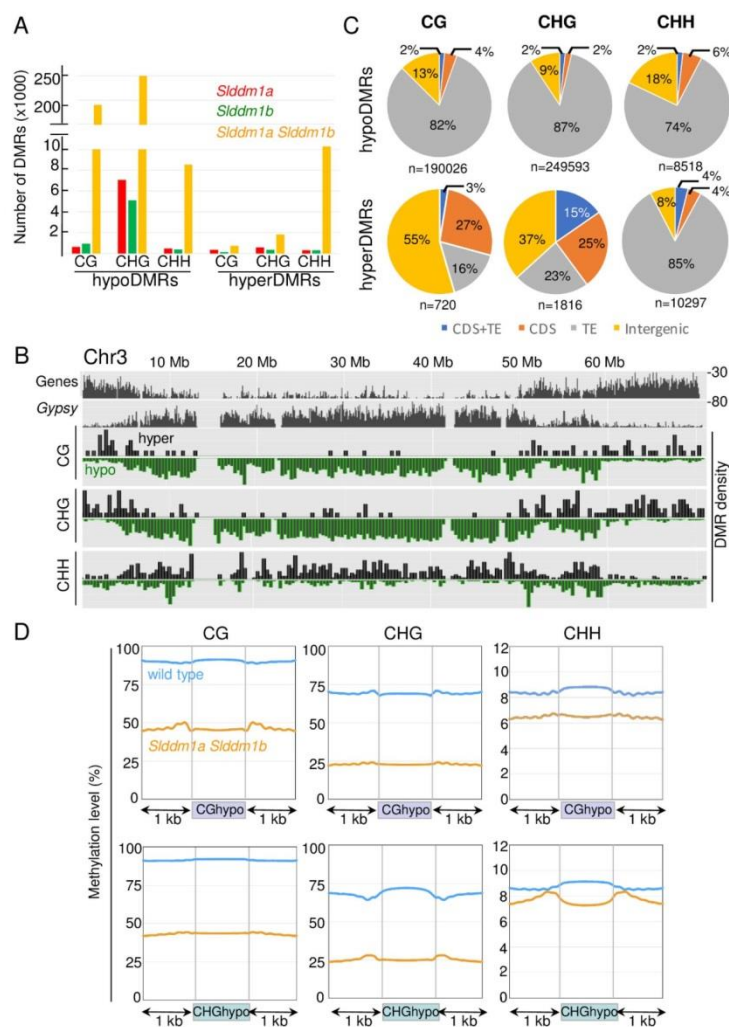 A
Number of DMRs (x1000)
250
200
10
8
6
4
2
Slddm1a
Slddm1b
Slddm1a Slddm1b
CG CHG CHH CG CHG CHH
hypoDMRs hyperDMRs
C
CG CHG CHH
hypoDMRs
2% 4% 13% 82%
n=190026
2% 2% 9% 87%
n=249593
2% 6% 18% 74%
n=8518
hyperDMRs
3% 27% 16% 55%
n=720
15% 25% 23% 37%
n=1816
4% 4% 8% 85%
n=10297
CDS+TE CDS TE Intergenic
B
Chr3 10 Mb 20 Mb 30 Mb 40 Mb 50 Mb 60 Mb
Genes -30
Gypsy -80
CG hyper
hypo
CHG
CHH
DMR density
D
CG CHG CHH
Methylation level (%)
100
75
50
25
0
wild type
Slddm1a Slddm1b
1 kb CGhypo 1 kb
100
75
50
25
0
1 kb CGhypo 1 kb
12
10
8
6
4
2
0
1 kb CGhypo 1 kb
100
75
50
25
0
1 kb CHGhypo 1 kb
100
75
50
25
0
1 kb CHGhypo 1 kb
12
10
8
6
4
2
0
1 kb CHGhypo 1 kb